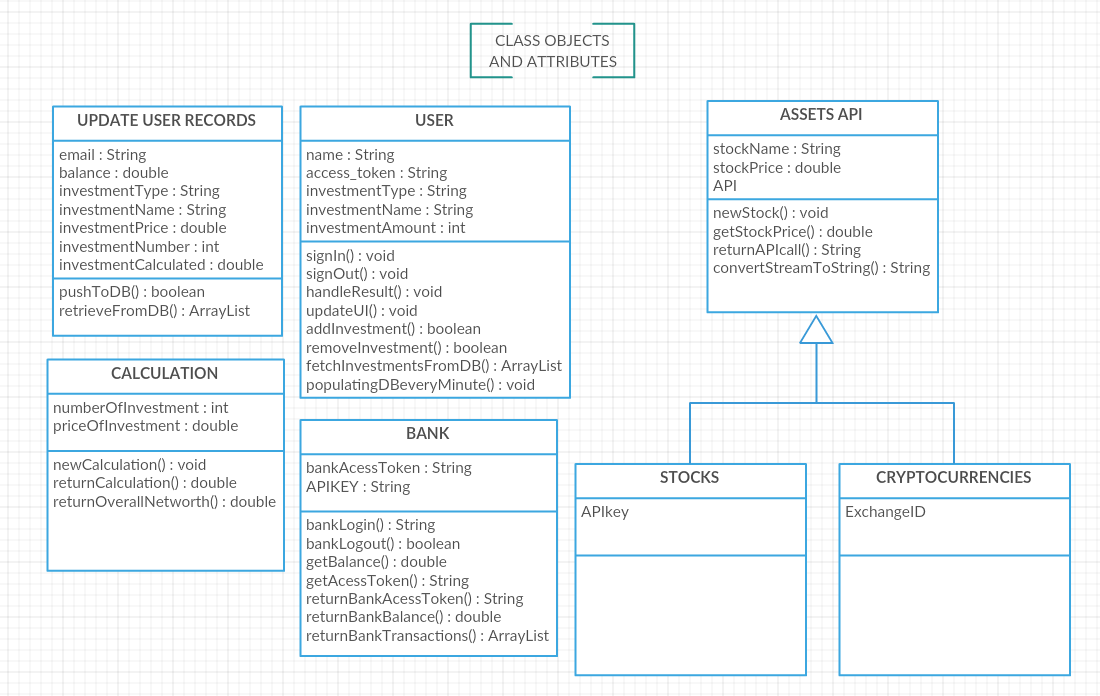 CLASS OBJECTS
AND ATTRIBUTES
UPDATE USER RECORDS
email : String
balance : double
investmentType : String
investmentName : String
investmentPrice : double
investmentNumber : int
investmentCalculated : double
pushToDB() : boolean
retrieveFromDB() : ArrayList
USER
name : String
access_token : String
investmentType : String
investmentName : String
investmentAmount : int
signIn() : void
signOut() : void
handleResult() : void
updateUI() : void
addInvestment() : boolean
removeInvestment() : boolean
fetchInvestmentsFromDB() : ArrayList
populatingDBeveryMinute() : void
ASSETS API
stockName : String
stockPrice : double
API
newStock() : void
getStockPrice() : double
returnAPIcall() : String
convertStreamToString() : String
CALCULATION
numberOfInvestment : int
priceOfInvestment : double
newCalculation() : void
returnCalculation() : double
returnOverallNetworth() : double
BANK
bankAcessToken : String
APIKEY : String
bankLogin() : String
bankLogout() : boolean
getBalance() : double
getAcessToken() : String
returnBankAcessToken() : String
returnBankBalance() : double
returnBankTransactions() : ArrayList
STOCKS
APIkey
CRYPTOCURRENCIES
ExchangeID